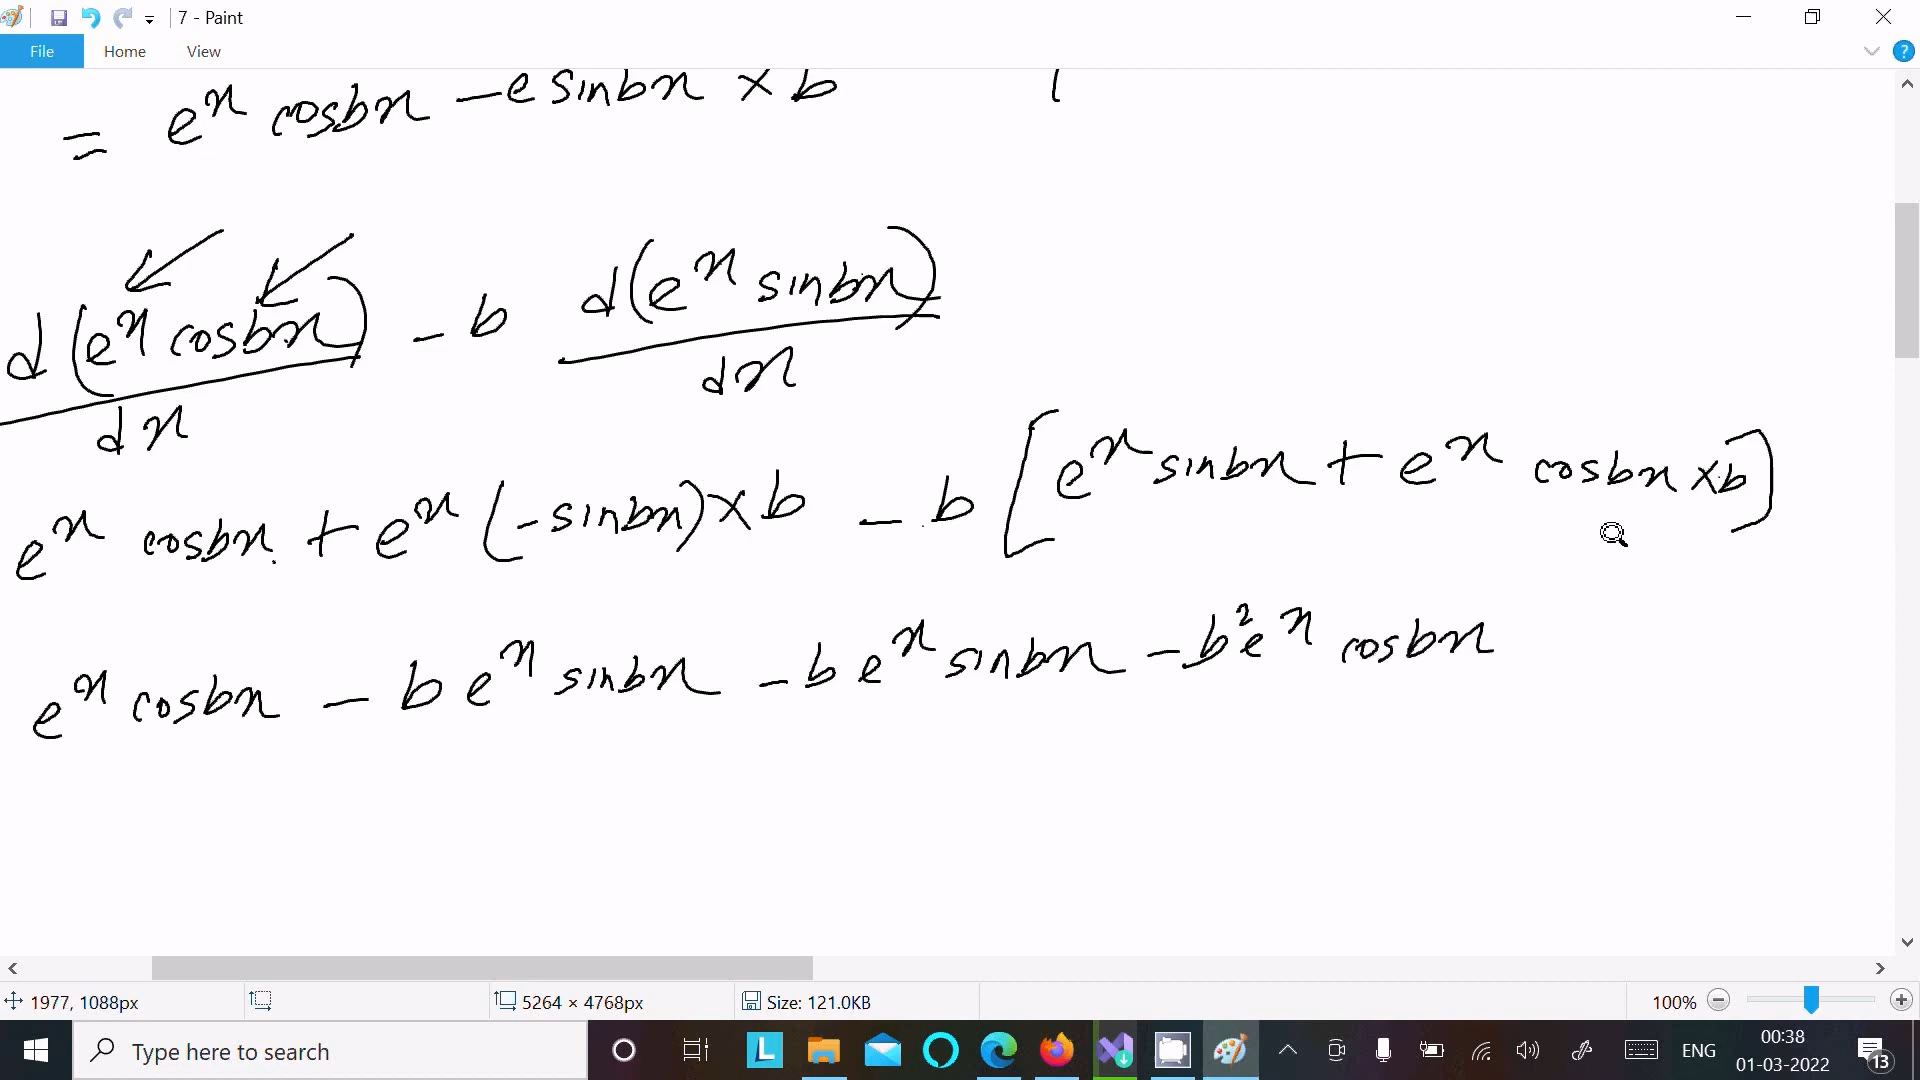 7 - Paint
File Home View
= e^x cosbx - e sinbx × b
d(e^x cosbx) - b d(e^x sinbx)
dx dx
e^x cosbx + e^x (-sinbx) × b - b [e^x sinbx + e^x cosbx × b]
e^x cosbx - b e^x sinbx - b e^x sinbx - b²e^x cosbx
1977, 1088px 5264 × 4768px Size: 121.0KB 100%
Type here to search L ENG 00:38
01-03-2022 13